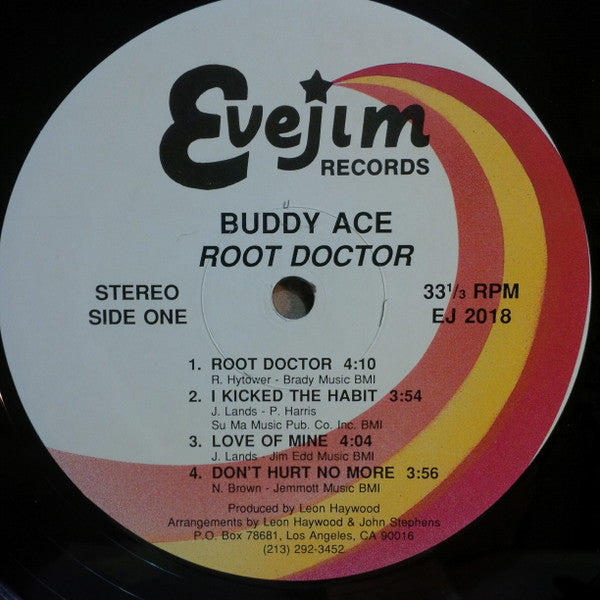 Evejim
RECORDS
BUDDY ACE
ROOT DOCTOR
STEREO
SIDE ONE
33 1/3 RPM
EJ 2018
1. ROOT DOCTOR 4:10
R. Hytower - Brady Music BMI
2. I KICKED THE HABIT 3:54
J. Lands - P. Harris
Su Ma Music Pub. Co. Inc. BMI
3. LOVE OF MINE 4:04
J. Lands - Jim Edd Music BMI
4. DON'T HURT NO MORE 3:56
N. Brown - Jemmott Music BMI
Produced by Leon Haywood
Arrangements by Leon Haywood & John Stephens
P.O. Box 78681, Los Angeles, CA 90016
(213) 292-3452